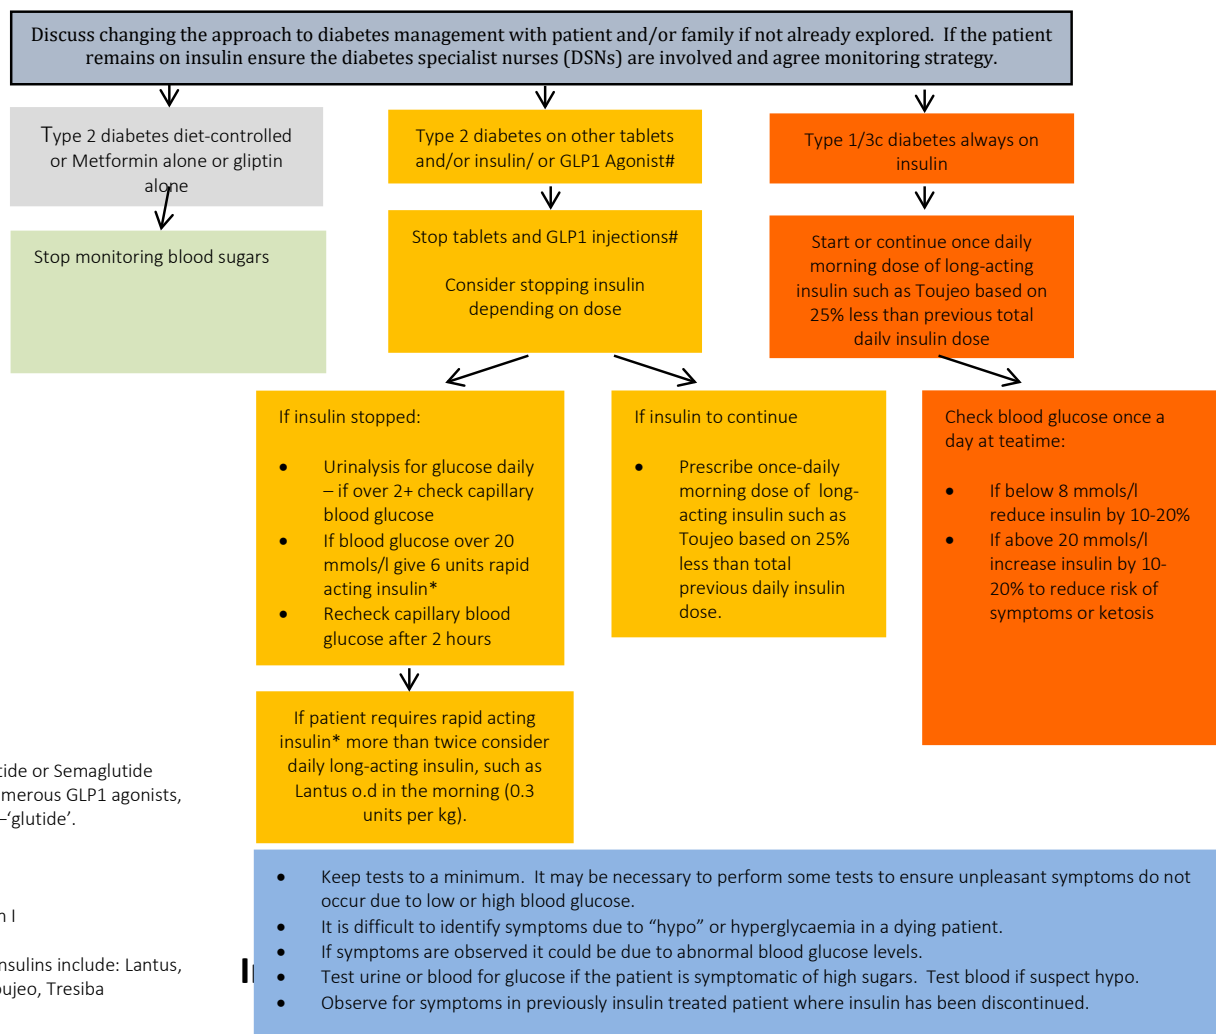 Discuss changing the approach to diabetes management with patient and/or family if not already explored.  If the patient
remains on insulin ensure the diabetes specialist nurses (DSNs) are involved and agree monitoring strategy.
Type 2 diabetes diet-controlled
or Metformin alone or gliptin
alone
Type 2 diabetes on other tablets
and/or insulin/ or GLP1 Agonist#
Type 1/3c diabetes always on
insulin
Stop monitoring blood sugars
Stop tablets and GLP1 injections#
Consider stopping insulin
depending on dose
Start or continue once daily
morning dose of long-acting
insulin such as Toujeo based on
25% less than previous total
daily insulin dose
If insulin stopped:
• Urinalysis for glucose daily
– if over 2+ check capillary
blood glucose
• If blood glucose over 20
mmols/l give 6 units rapid
acting insulin*
• Recheck capillary blood
glucose after 2 hours
If insulin to continue
• Prescribe once-daily
morning dose of  long-
acting insulin such as
Toujeo based on 25%
less than total
previous daily insulin
dose.
Check blood glucose once a
day at teatime:
• If below 8 mmols/l
reduce insulin by 10-20%
• If above 20 mmols/l
increase insulin by 10-
20% to reduce risk of
symptoms or ketosis
If patient requires rapid acting
insulin* more than twice consider
daily long-acting insulin, such as
Lantus o.d in the morning (0.3
units per kg).
tide or Semaglutide
merous GLP1 agonists,
–‘glutide’.
n I
nsulins include: Lantus,
oujeo, Tresiba
• Keep tests to a minimum.  It may be necessary to perform some tests to ensure unpleasant symptoms do not
occur due to low or high blood glucose.
• It is difficult to identify symptoms due to “hypo” or hyperglycaemia in a dying patient.
• If symptoms are observed it could be due to abnormal blood glucose levels.
• Test urine or blood for glucose if the patient is symptomatic of high sugars.  Test blood if suspect hypo.
• Observe for symptoms in previously insulin treated patient where insulin has been discontinued.